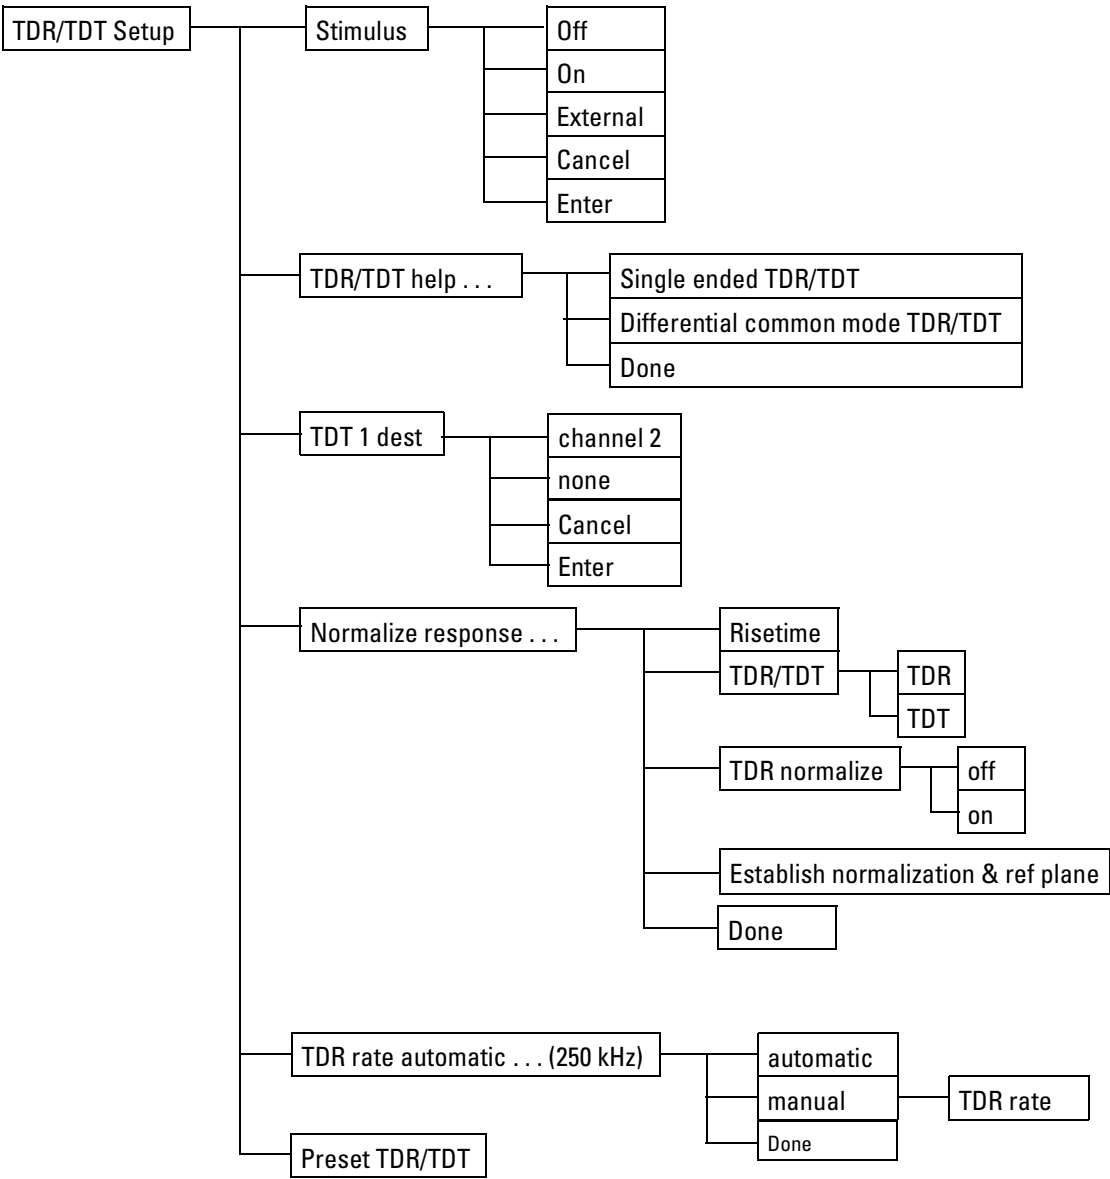 TDR/TDT Setup
Stimulus
Off
On
External
Cancel
Enter
TDR/TDT help . . .
Single ended TDR/TDT
Differential common mode TDR/TDT
Done
TDT 1 dest
channel 2
none
Cancel
Enter
Normalize response . . .
Risetime
TDR/TDT
TDR
TDT
TDR normalize
off
on
Establish normalization & ref plane
Done
TDR rate automatic . . . (250 kHz)
automatic
manual
TDR rate
Done
Preset TDR/TDT